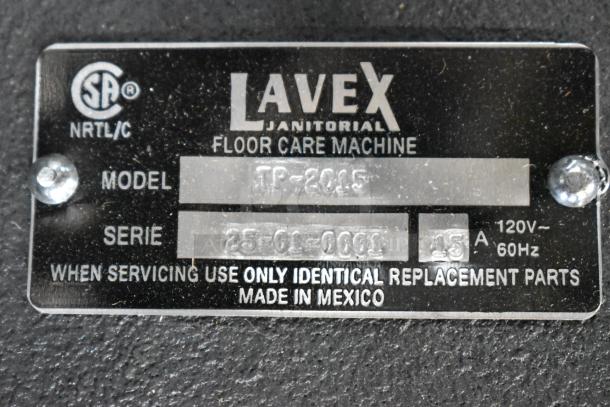 CSA®
NRTL/C
LAVEX
JANITORIAL
FLOOR CARE MACHINE
MODEL TP-2015
SERIE 25-01-0001 15 A 120V~ 60Hz
WHEN SERVICING USE ONLY IDENTICAL REPLACEMENT PARTS
MADE IN MEXICO